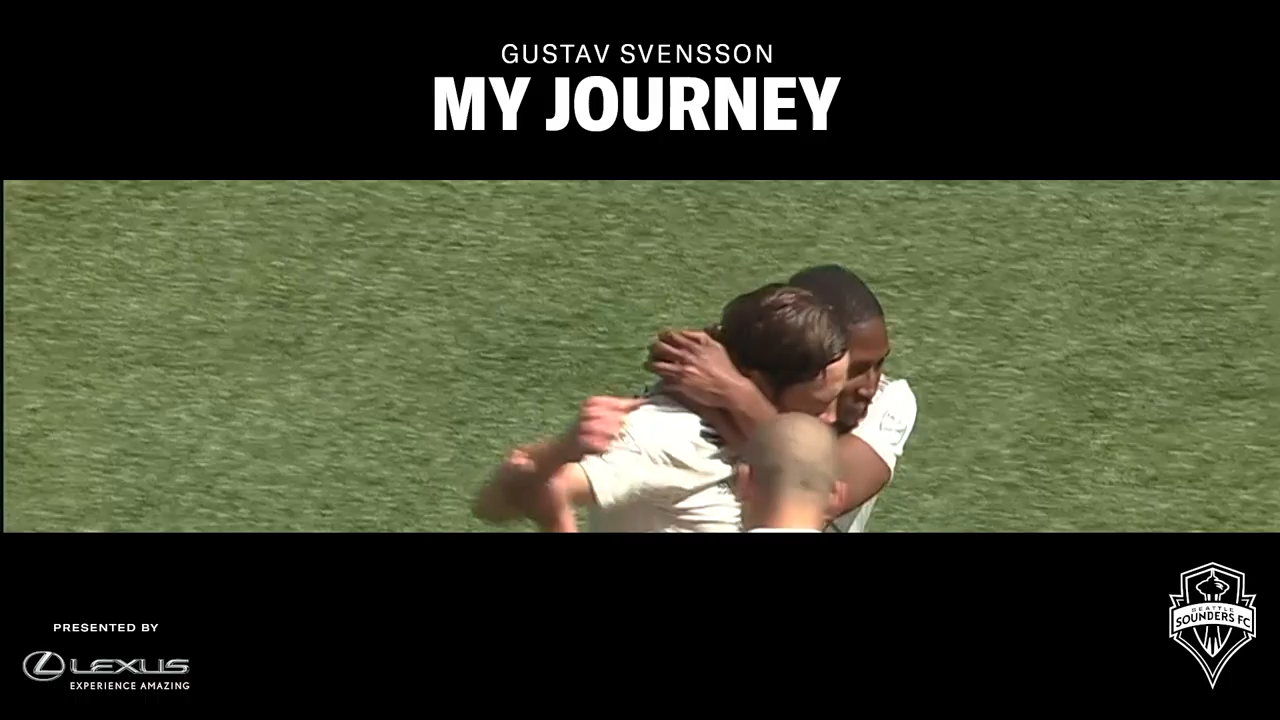 GUSTAV SVENSSON
MY JOURNEY
PRESENTED BY
LEXUS
EXPERIENCE AMAZING
SEATTLE
SOUNDERS FC